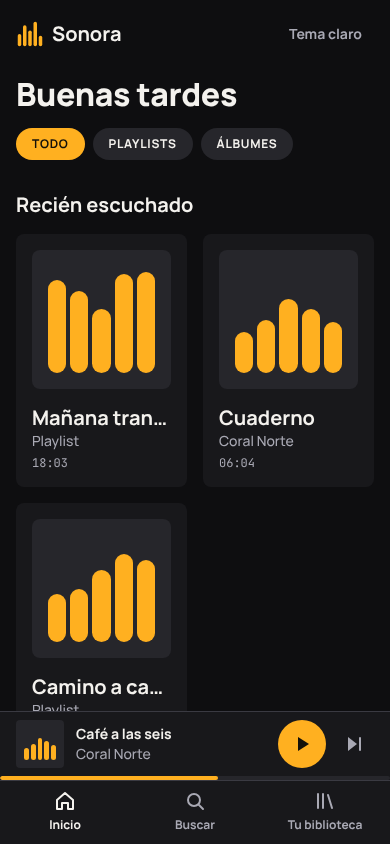 Sonora
Tema claro
Buenas tardes
TODO
PLAYLISTS
ÁLBUMES
Recién escuchado
Mañana tran...
Playlist
18:03
Cuaderno
Coral Norte
06:04
Camino a ca...
Playlist
Café a las seis
Coral Norte
Inicio
Buscar
Tu biblioteca